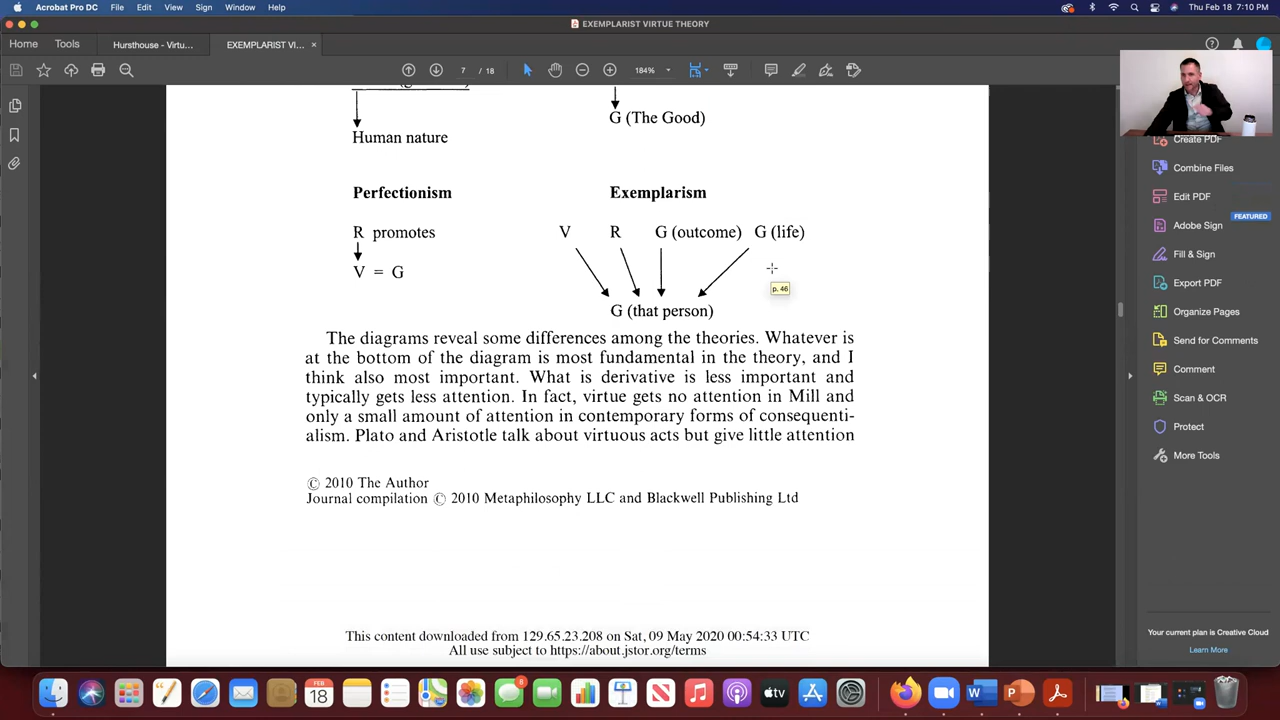 Acrobat Pro DC File Edit View Sign Window Help
Thu Feb 18 7:10 PM
EXEMPLARIST VIRTUE THEORY
Home Tools Hursthouse - Virtu... EXEMPLARIST VI... ×
7 / 18 184%
G (The Good)
Human nature
Perfectionism Exemplarism
R promotes V R G (outcome) G (life)
V = G
p. 46
G (that person)
The diagrams reveal some differences among the theories. Whatever is
at the bottom of the diagram is most fundamental in the theory, and I
think also most important. What is derivative is less important and
typically gets less attention. In fact, virtue gets no attention in Mill and
only a small amount of attention in contemporary forms of consequenti-
alism. Plato and Aristotle talk about virtuous acts but give little attention
© 2010 The Author
Journal compilation © 2010 Metaphilosophy LLC and Blackwell Publishing Ltd
This content downloaded from 129.65.23.208 on Sat, 09 May 2020 00:54:33 UTC
All use subject to https://about.jstor.org/terms
Create PDF
Combine Files
Edit PDF
FEATURED
Adobe Sign
Fill & Sign
Export PDF
Organize Pages
Send for Comments
Comment
Scan & OCR
Protect
More Tools
Your current plan is Creative Cloud
Learn More
FEB
18
8
tv
W
P